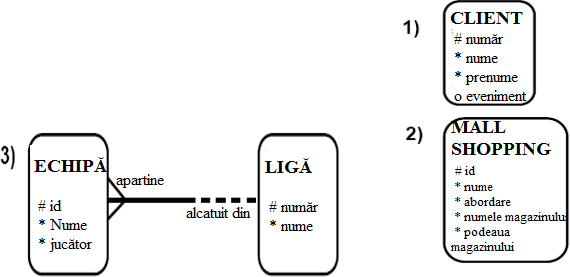 1)
CLIENT
# număr
* nume
* prenume
o eveniment
2)
MALL
SHOPPING
# id
* nume
* abordare
* numele magazinului
* podeaua
magazinului
3)
ECHIPĂ
# id
* Nume
* jucător
apartine
alcatuit din
LIGĂ
# număr
* nume